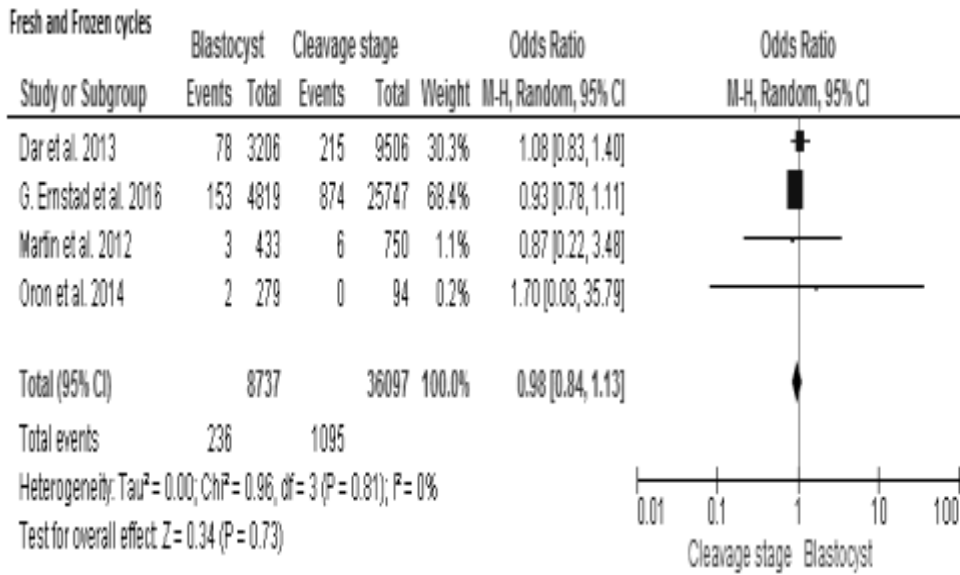 Fresh and Frozen cycles
Blastocyst Cleavage stage Odds Ratio Odds Ratio
Study or Subgroup Events Total Events Total Weight M-H, Random, 95% CI M-H, Random, 95% CI
Dar et al. 2013 78 3206 215 9506 30.3% 1.08 [0.83, 1.40]
G. Ernstad et al. 2016 153 4819 874 25747 68.4% 0.93 [0.78, 1.11]
Martin et al. 2012 3 433 6 750 1.1% 0.87 [0.22, 3.48]
Oron et al. 2014 2 279 0 94 0.2% 1.70 [0.08, 35.79]
Total (95% CI) 8737 36097 100.0% 0.98 [0.84, 1.13]
Total events 236 1095
Heterogeneity: Tau² = 0.00; Chi² = 0.96, df = 3 (P = 0.81); I² = 0%
Test for overall effect: Z = 0.34 (P = 0.73)
0.01 0.1 1 10 100
Cleavage stage Blastocyst